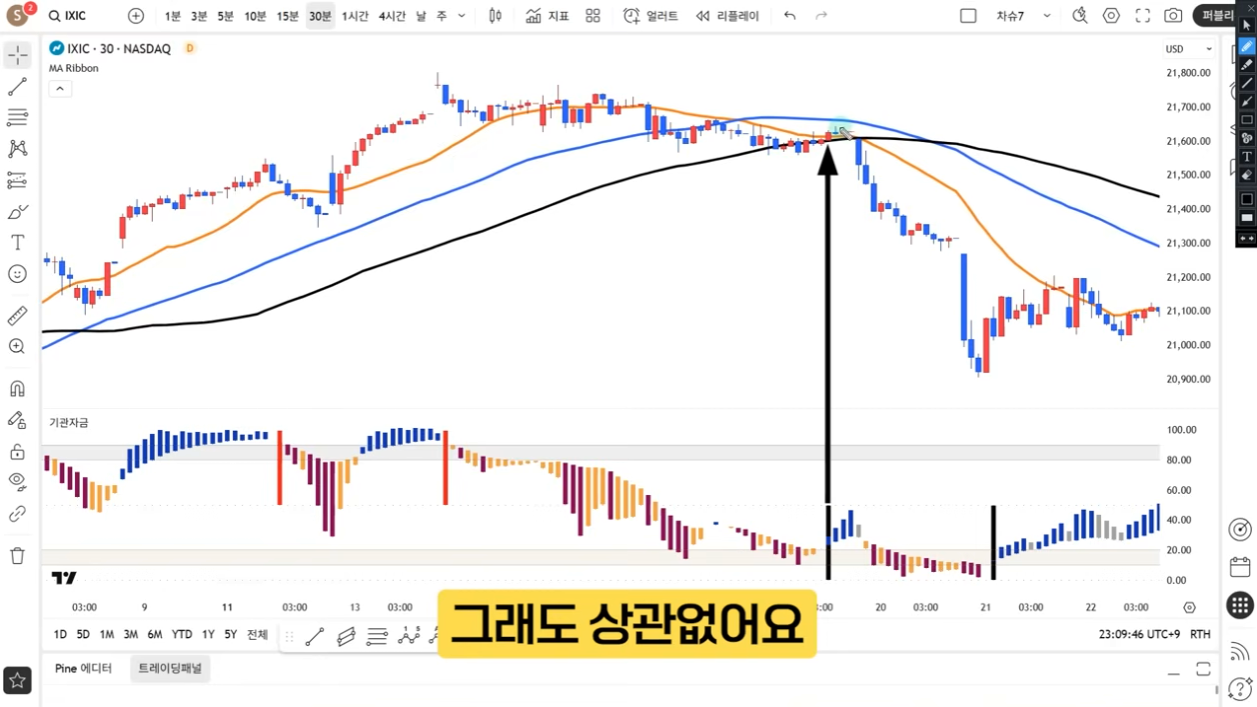 S 2 IXIC 1분 3분 5분 10분 15분 30분 1시간 4시간 날 주 지표 얼러트 리플레이 차슈7 퍼블리
IXIC · 30 · NASDAQ D
USD
MA Ribbon
21,800.00
21,700.00
21,600.00
21,500.00
21,400.00
21,300.00
21,200.00
21,100.00
21,000.00
20,900.00
기관자금
100.00
80.00
60.00
40.00
20.00
0.00
03:00 9 11 03:00 13 03:00 20 03:00 21 03:00 22 03:00
그래도 상관없어요
1D 5D 1M 3M 6M YTD 1Y 5Y 전체 23:09:46 UTC+9 RTH
Pine 에디터 트레이딩패널